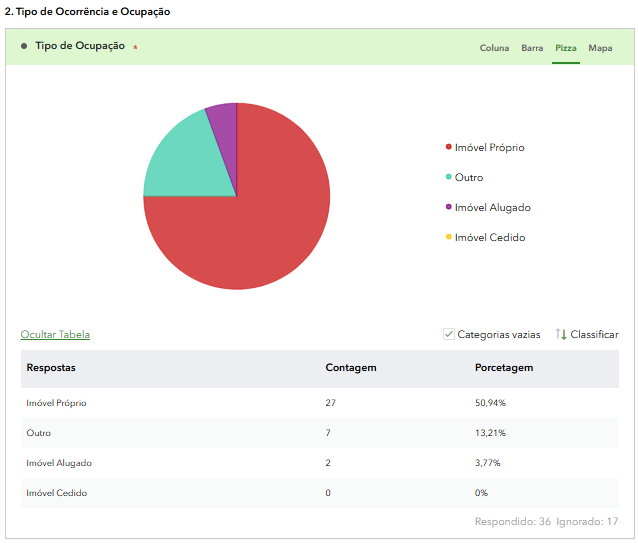 2. Tipo de Ocorrência e Ocupação
Tipo de Ocupação *
Coluna Barra Pizza Mapa
Imóvel Próprio
Outro
Imóvel Alugado
Imóvel Cedido
Ocultar Tabela
Categorias vazias Classificar
Respostas Contagem Porcetagem
Imóvel Próprio 27 50,94%
Outro 7 13,21%
Imóvel Alugado 2 3,77%
Imóvel Cedido 0 0%
Respondido: 36 Ignorado: 17